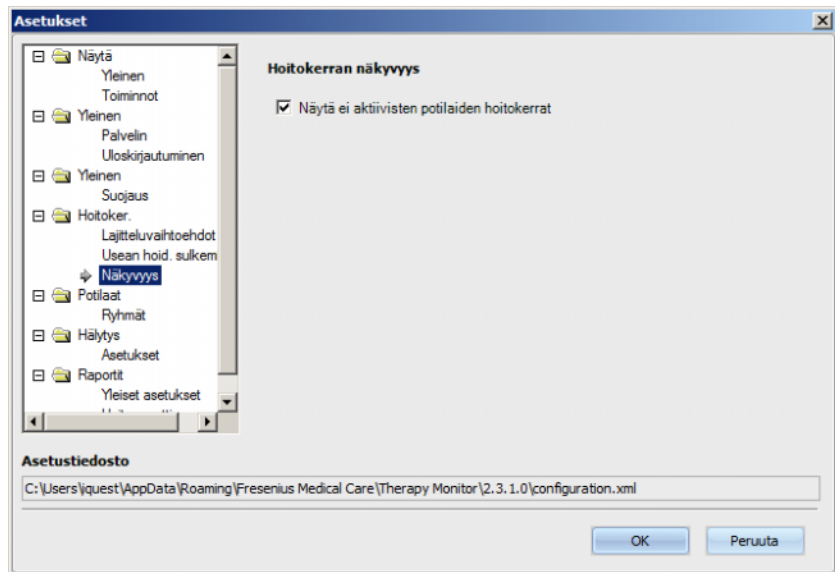 Asetukset
Näytä
Yleinen
Toiminnot
Yleinen
Palvelin
Uloskirjautuminen
Yleinen
Suojaus
Hoitoker.
Lajitteluvaihtoehdot
Usean hoid. sulkem
Näkyvyys
Potilaat
Ryhmät
Hälytys
Asetukset
Raportit
Yleiset asetukset
Hoitokerran näkyvyys
Näytä ei aktiivisten potilaiden hoitokerrat
Asetustiedosto
C:\Users\iquest\AppData\Roaming\Fresenius Medical Care\Therapy Monitor\2.3.1.0\configuration.xml
OK Peruuta